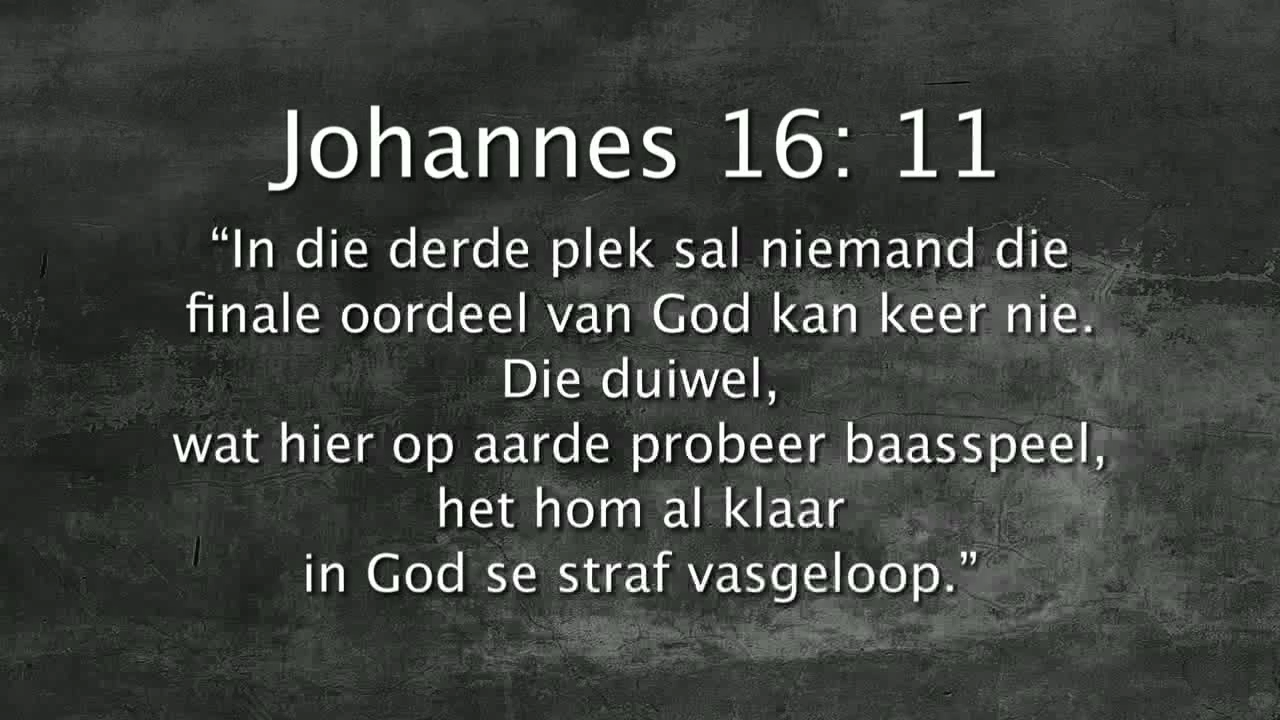 Johannes 16: 11
“In die derde plek sal niemand die
finale oordeel van God kan keer nie.
Die duiwel,
wat hier op aarde probeer baasspeel,
het hom al klaar
in God se straf vasgeloop.”